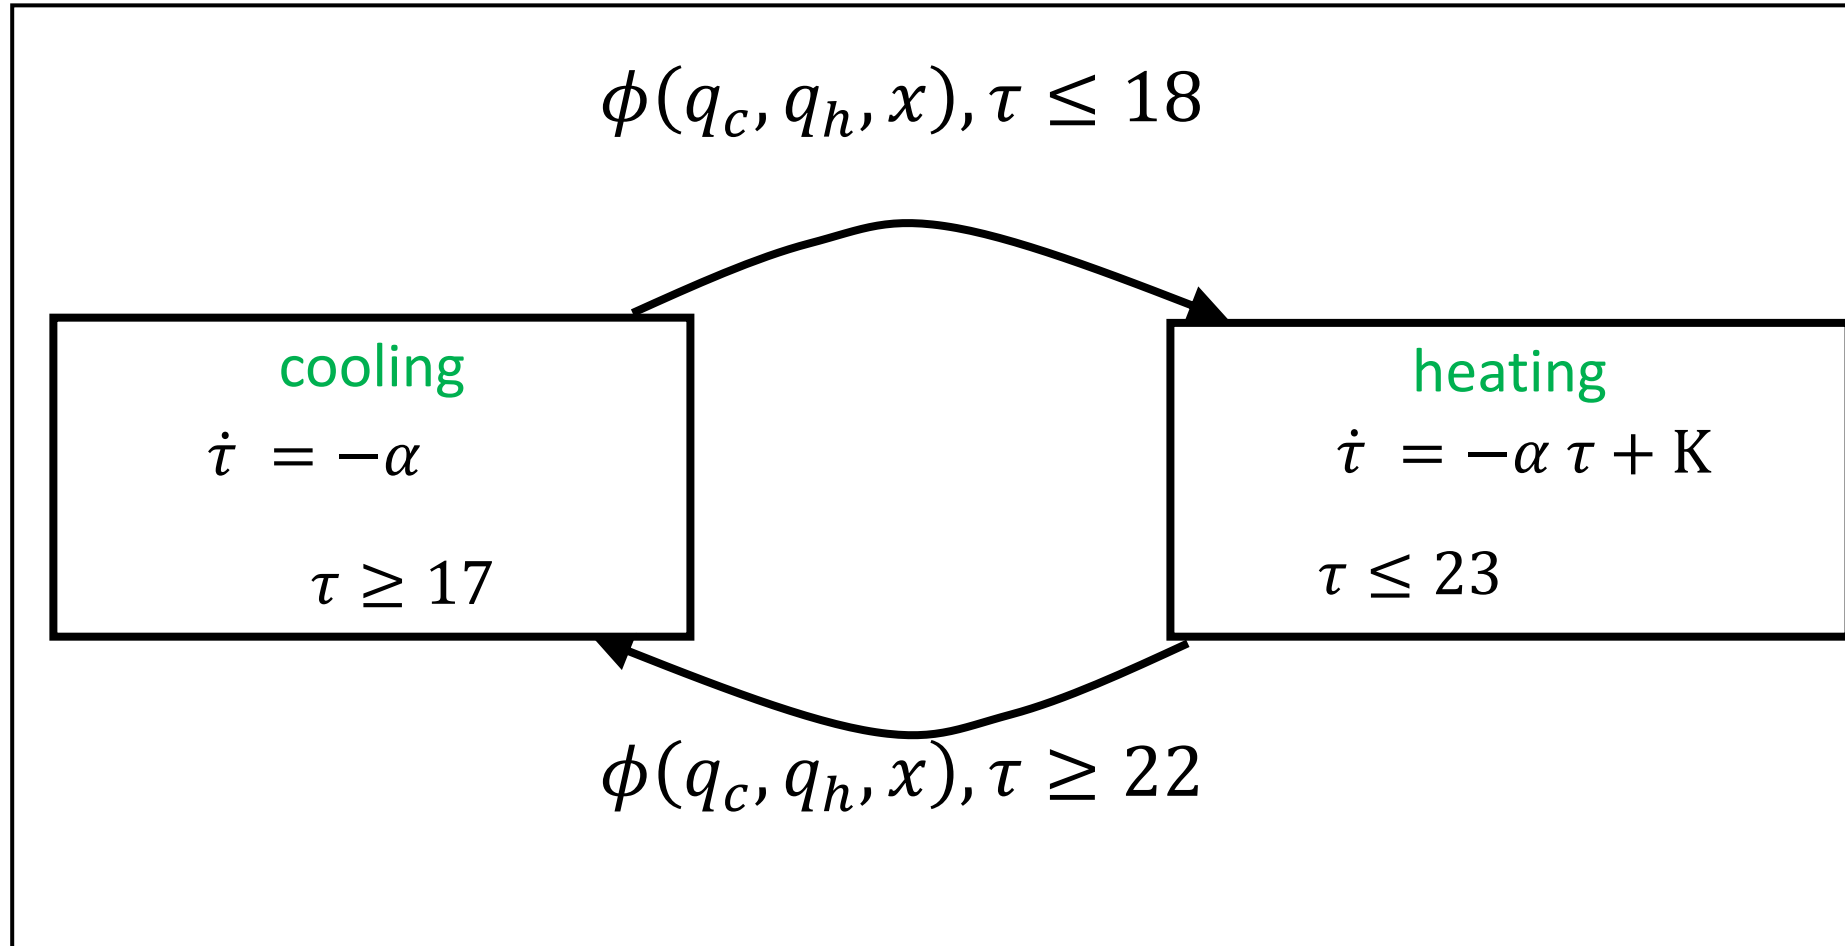 ϕ(q_c, q_h, x), τ ≤ 18
cooling
τ̇ = −α
τ ≥ 17
heating
τ̇ = −α τ + K
τ ≤ 23
ϕ(q_c, q_h, x), τ ≥ 22